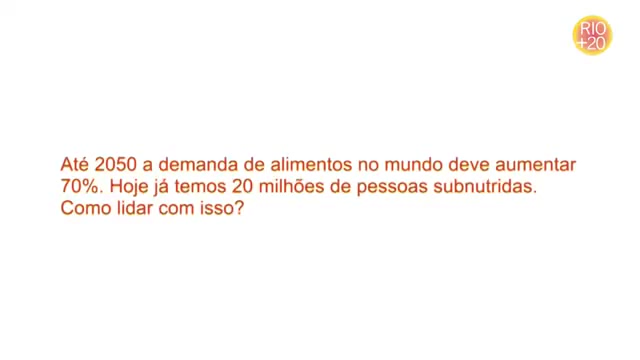 RIO
+20
Até 2050 a demanda de alimentos no mundo deve aumentar
70%. Hoje já temos 20 milhões de pessoas subnutridas.
Como lidar com isso?